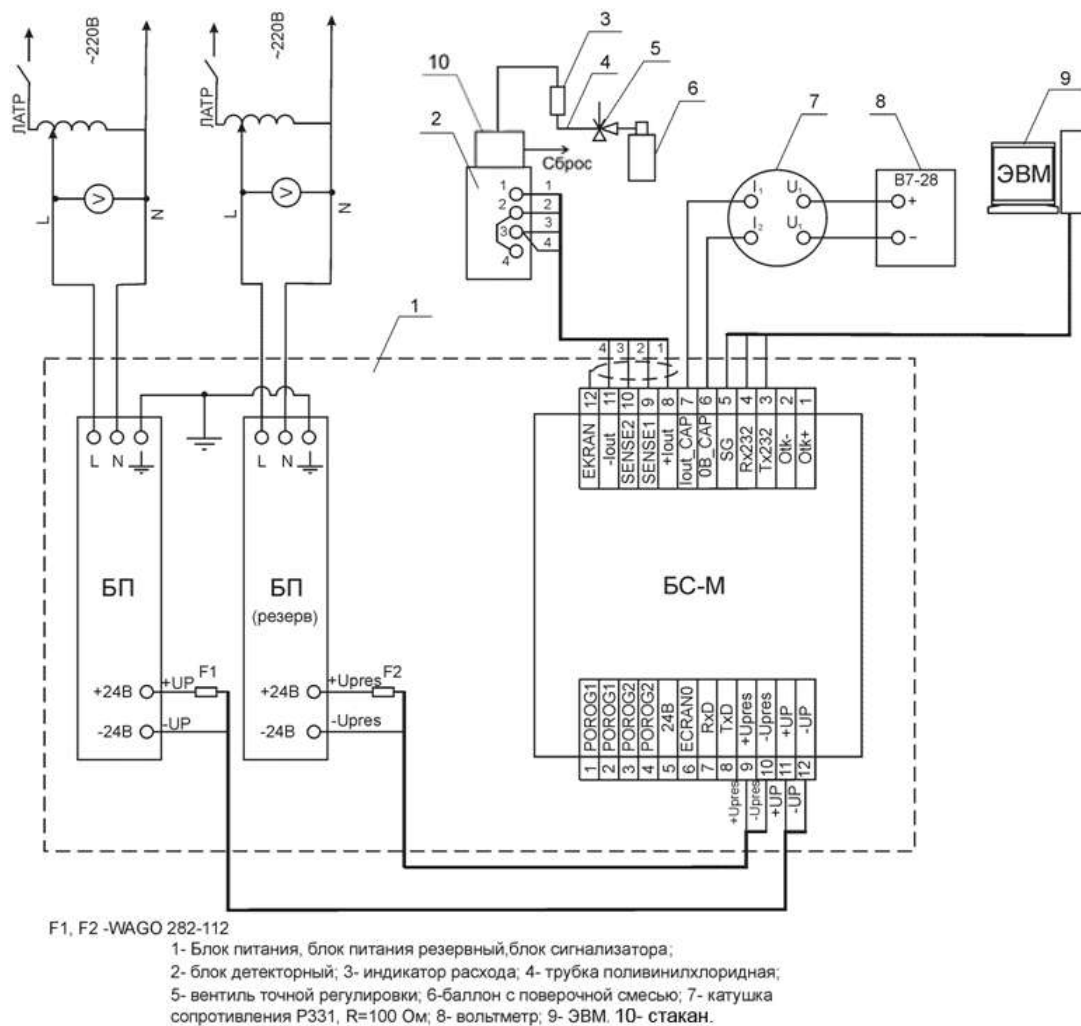 ~220В
~220В
ЛАТР
ЛАТР
V
V
L
N
L
N
3
4
5
6
10
2
Сброс
1
2
3
4
1
2
3
4
7
8
9
I₁
U₁
I₂
U₁
В7-28
+
−
ЭВМ
1
4
3
2
1
12
11
10
9
8
7
6
5
4
3
2
1
EKRAN
-Iout
SENSE2
SENSE1
+Iout
Iout_CAP
0B_CAP
SG
Rx232
Tx232
Otk-
Otk+
L
N
L
N
БП
БП
(резерв)
БС-М
+24В
+UP
F1
-24В
-UP
+24В
+Upres
F2
-24В
-Upres
POROG1
POROG1
POROG2
POROG2
24В
ECRAN0
RxD
TxD
+Upres
-Upres
+UP
-UP
1
2
3
4
5
6
7
8
9
10
11
12
+Upres
-Upres
+UP
-UP
F1, F2 -WAGO 282-112
1- Блок питания, блок питания резервный,блок сигнализатора;
2- блок детекторный; 3- индикатор расхода; 4- трубка поливинилхлоридная;
5- вентиль точной регулировки; 6-баллон с поверочной смесью; 7- катушка
сопротивления Р331, R=100 Ом; 8- вольтметр; 9- ЭВМ. 10- стакан.